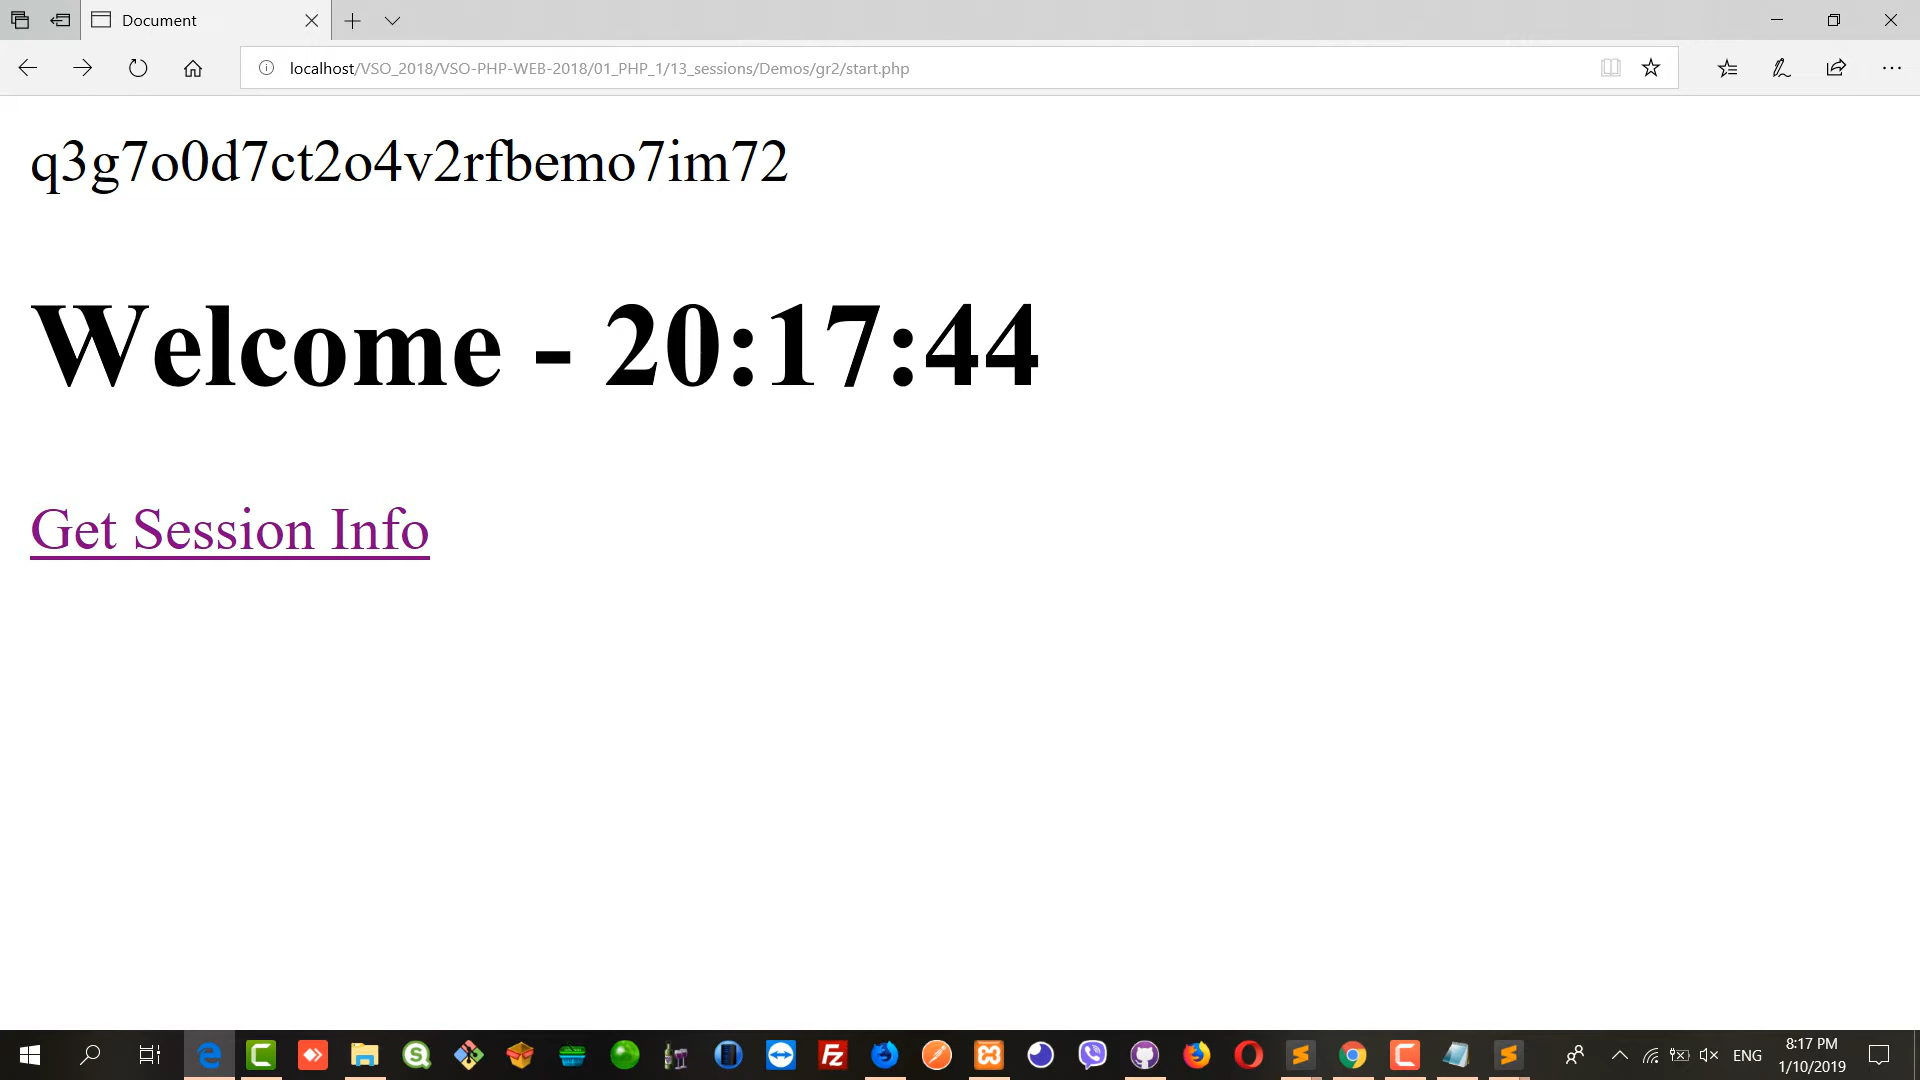 Document
localhost/VSO_2018/VSO-PHP-WEB-2018/01_PHP_1/13_sessions/Demos/gr2/start.php
q3g7o0d7ct2o4v2rfbemo7im72
Welcome - 20:17:44
Get Session Info
ENG
8:17 PM
1/10/2019